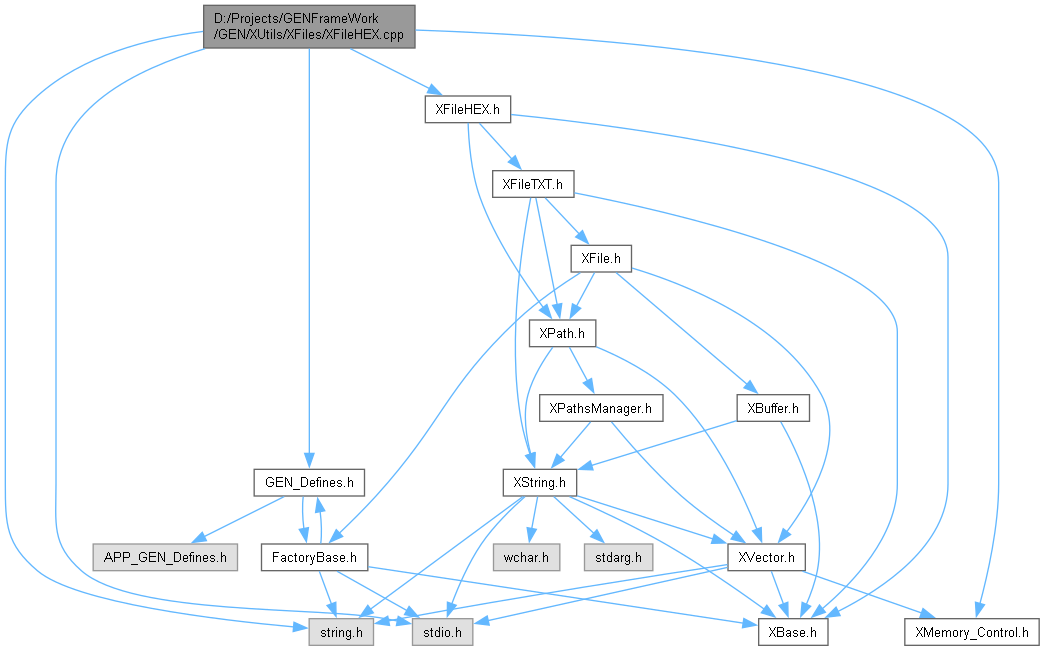 D:/Projects/GENFrameWork
/GEN/XUtils/XFiles/XFileHEX.cpp
XFileHEX.h
XFileTXT.h
XFile.h
XPath.h
XPathsManager.h
XBuffer.h
GEN_Defines.h
XString.h
APP_GEN_Defines.h
FactoryBase.h
wchar.h
stdarg.h
XVector.h
string.h
stdio.h
XBase.h
XMemory_Control.h